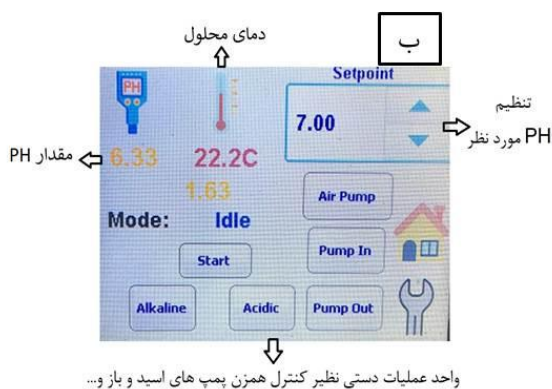 ب
دمای محلول
Setpoint
PH
7.00
تنظیم
PH مورد نظر
مقدار PH
6.33
22.2C
1.63
Air Pump
Mode: Idle
Start
Pump In
Alkaline
Acidic
Pump Out
واحد عملیات دستی نظیر کنترل همزن پمپ های اسید و باز و...